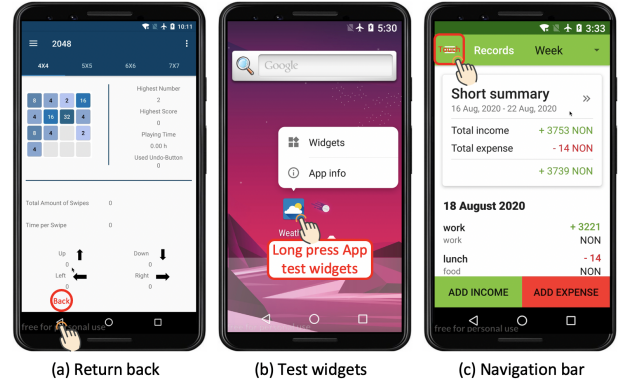 10:11
2048
4X4
5X5
6X6
7X7
8 4 2 16
4 16 32 4
8 4 2
4
Highest Number
2
Highest Score
0
Playing Time
0.00 h
Used Undo-Button
0
Total Amount of Swipes 0
Time per Swipe 0
Up
0
Down
0
Left
0
Right
0
Back
free for personal use
(a) Return back
5:30
Google
Widgets
App info
Weath
Long press App
test widgets
(b) Test widgets
3:33
Touch
Records
Week
Short summary
16 Aug, 2020 - 22 Aug, 2020
Total income + 3753 NON
Total expense - 14 NON
+ 3739 NON
18 August 2020
work + 3221
work NON
lunch - 14
food NON
ADD INCOME
ADD EXPENSE
free for personal use
(c) Navigation bar